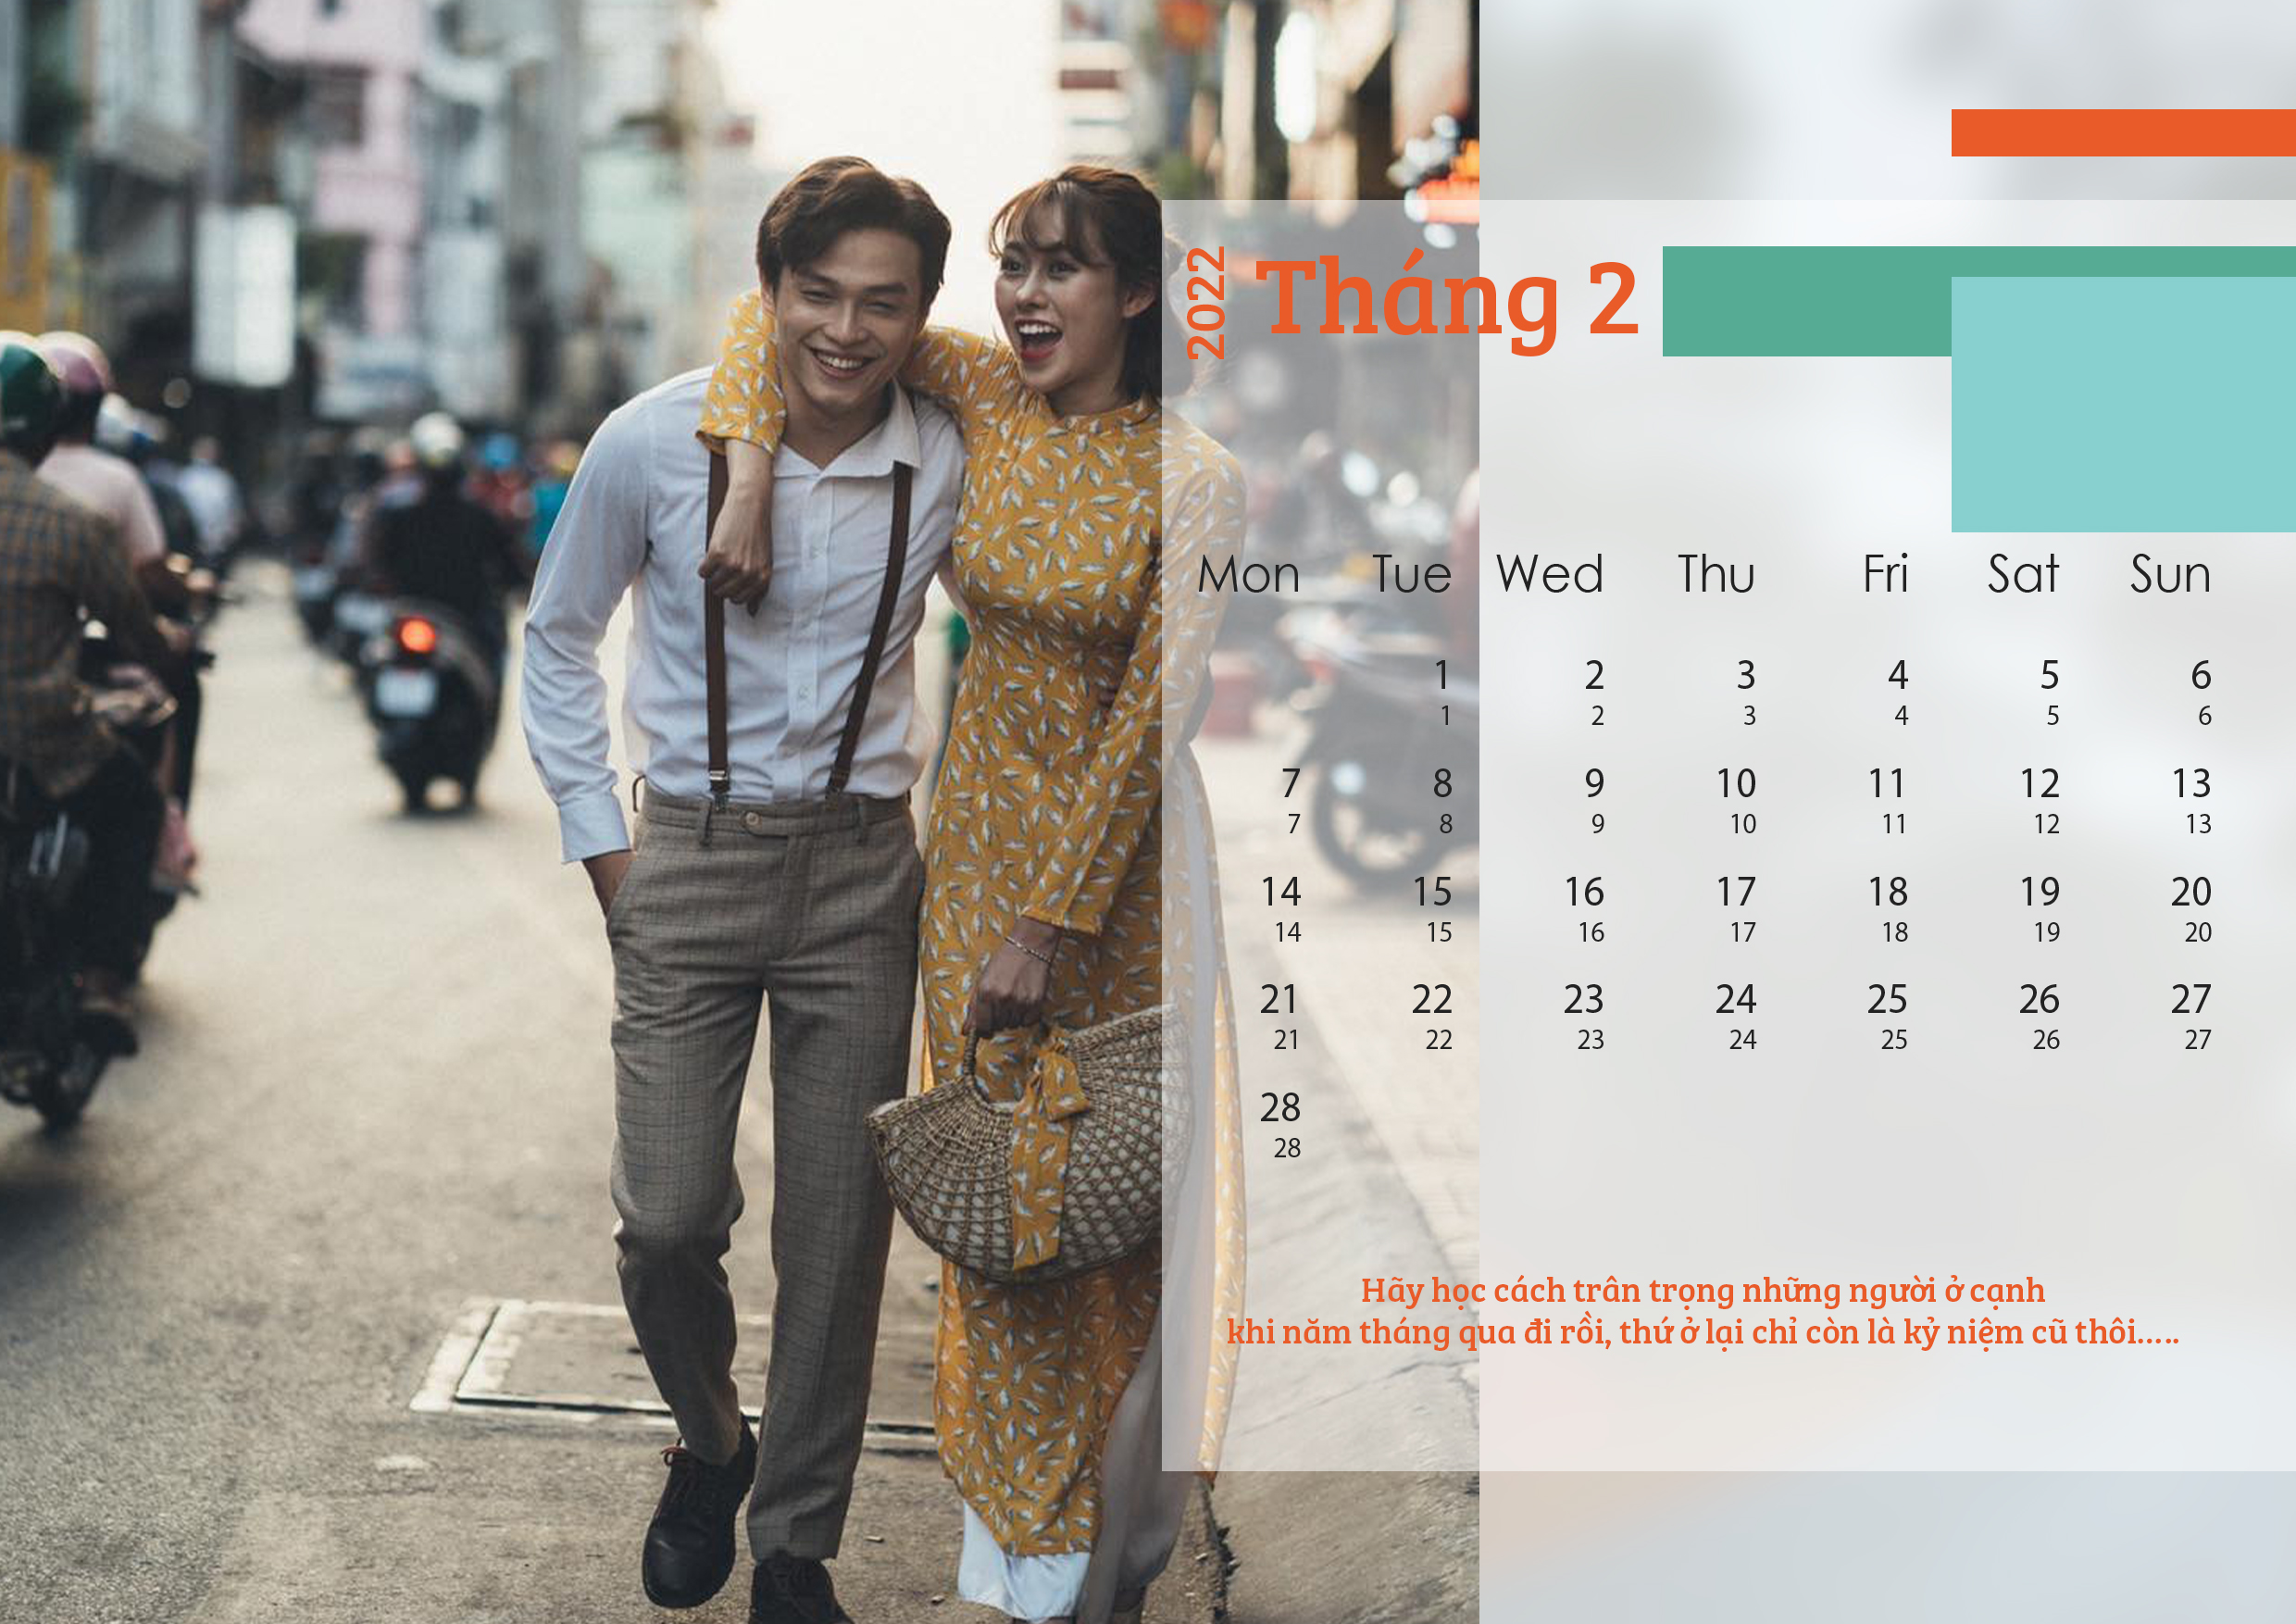 2022
Tháng 2
Mon Tue Wed Thu Fri Sat Sun
1 2 3 4 5 6
1 2 3 4 5 6
7 8 9 10 11 12 13
7 8 9 10 11 12 13
14 15 16 17 18 19 20
14 15 16 17 18 19 20
21 22 23 24 25 26 27
21 22 23 24 25 26 27
28
28
Hãy học cách trân trọng những người ở cạnh
khi năm tháng qua đi rồi, thứ ở lại chỉ còn là kỷ niệm cũ thôi.....